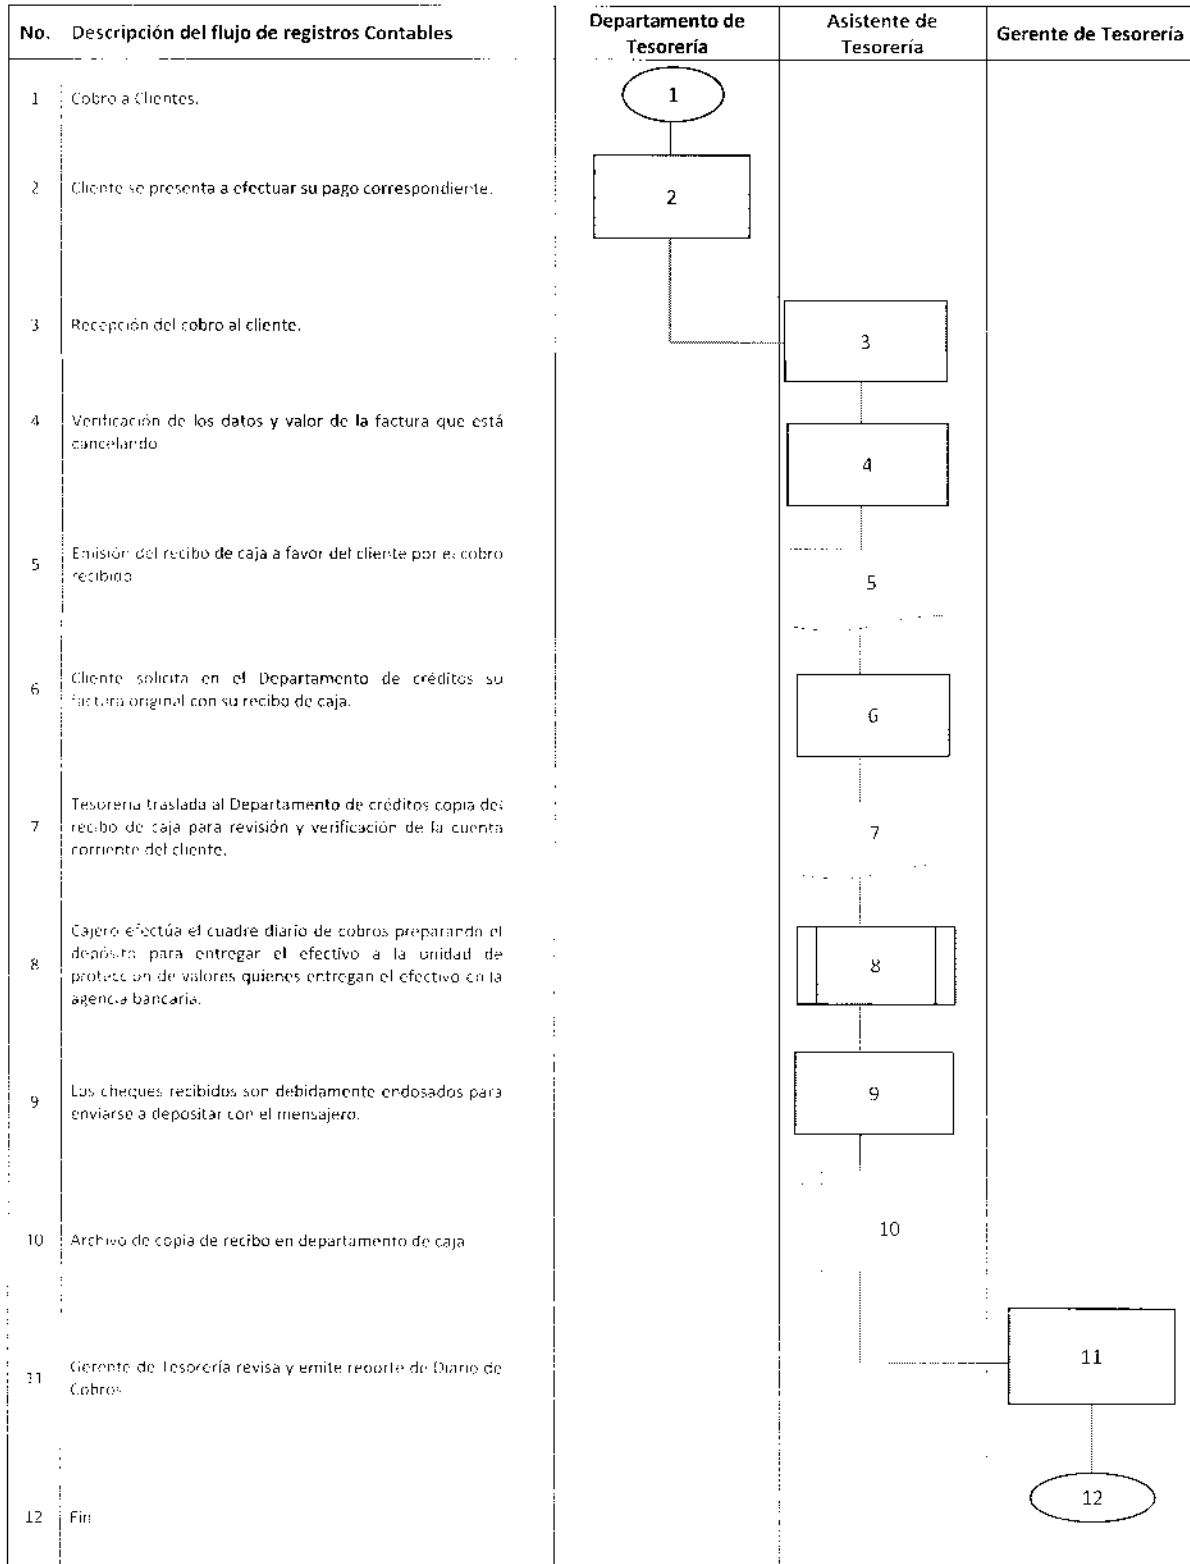 No. Descripción del flujo de registros Contables
Departamento de
Tesorería
Asistente de
Tesorería
Gerente de Tesorería
1 Cobro a Clientes.
1
2 Cliente se presenta a efectuar su pago correspondiente.
2
3 Recepción del cobro al cliente.
3
4 Verificación de los datos y valor de la factura que está
cancelando
4
5 Emisión del recibo de caja a favor del cliente por el cobro
recibido
5
6 Cliente solicita en el Departamento de créditos su
factura original con su recibo de caja.
6
7 Tesorería traslada al Departamento de créditos copia del
recibo de caja para revisión y verificación de la cuenta
corriente del cliente.
7
8 Cajero efectúa el cuadre diario de cobros preparando el
depósito para entregar el efectivo a la unidad de
protección de valores quienes entregan el efectivo en la
agencia bancaria.
8
9 Los cheques recibidos son debidamente endosados para
enviarse a depositar con el mensajero.
9
10 Archivo de copia de recibo en departamento de caja
10
11 Gerente de Tesorería revisa y emite reporte de Diario de
Cobros
11
12 Fin
12